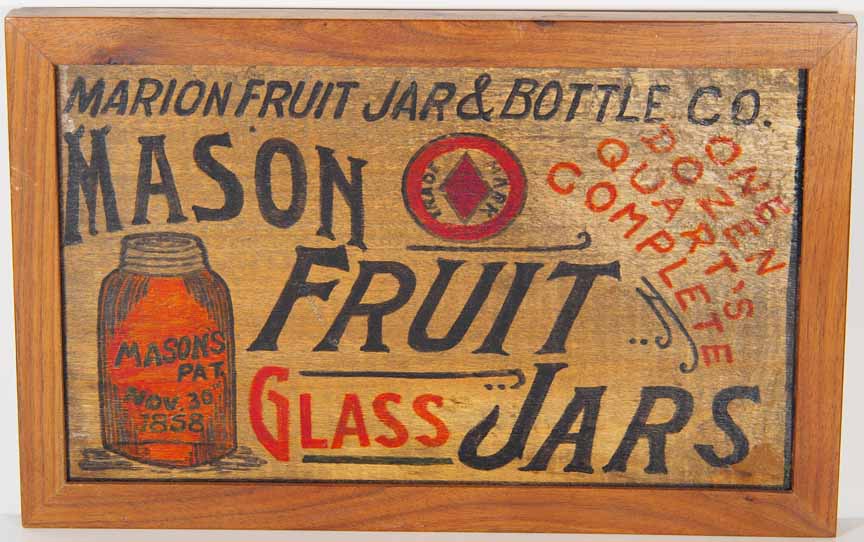 MARION FRUIT JAR & BOTTLE CO.
MASON
TRADE MARK
ONE
DOZEN
QUART'S
COMPLETE
FRUIT
GLASS JARS
MASON'S
PAT.
NOV. 30"
1858